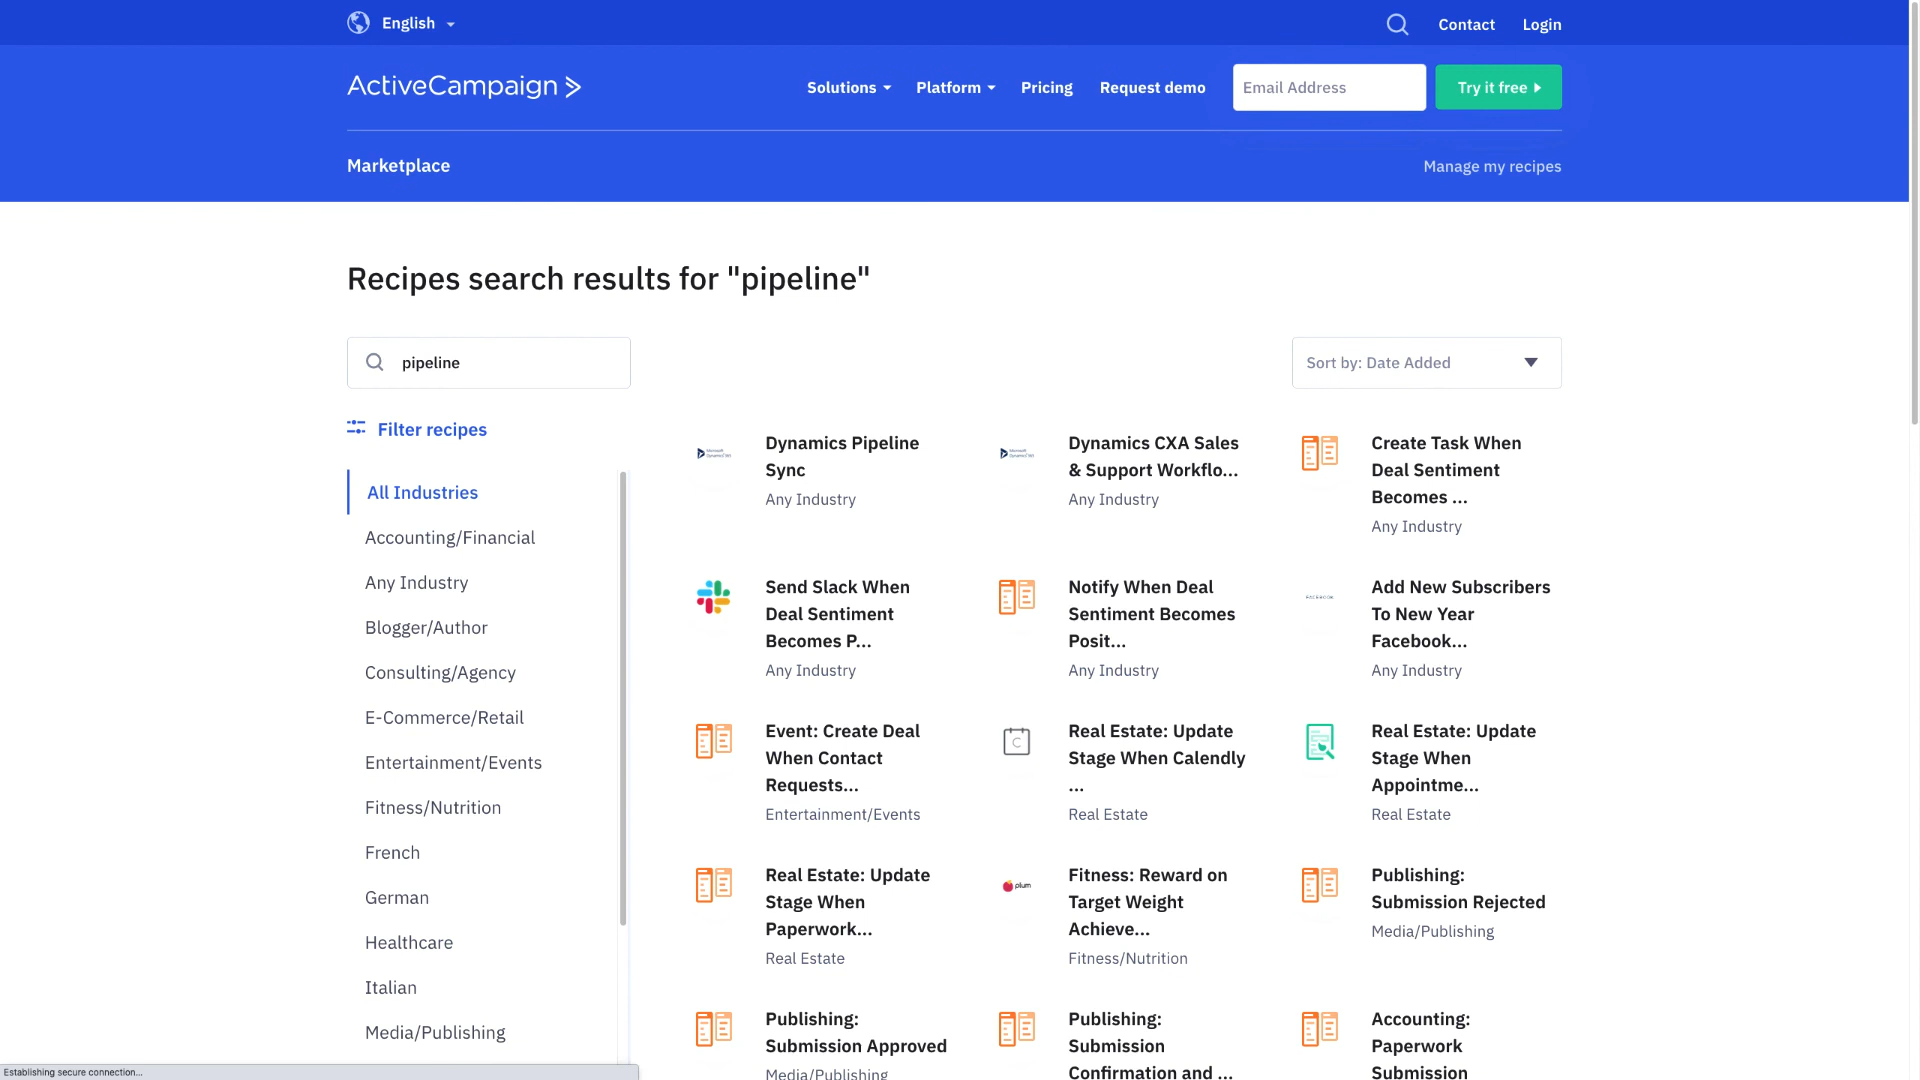 English
Contact
Login
ActiveCampaign
Solutions
Platform
Pricing
Request demo
Email Address
Try it free
Marketplace
Manage my recipes
Recipes search results for "pipeline"
pipeline
Sort by: Date Added
Filter recipes
All Industries
Accounting/Financial
Any Industry
Blogger/Author
Consulting/Agency
E-Commerce/Retail
Entertainment/Events
Fitness/Nutrition
French
German
Healthcare
Italian
Media/Publishing
Dynamics Pipeline
Sync
Any Industry
Dynamics CXA Sales
& Support Workflo...
Any Industry
Create Task When
Deal Sentiment
Becomes ...
Any Industry
Send Slack When
Deal Sentiment
Becomes P...
Any Industry
Notify When Deal
Sentiment Becomes
Posit...
Any Industry
FACEBOOK
Add New Subscribers
To New Year
Facebook...
Any Industry
Event: Create Deal
When Contact
Requests...
Entertainment/Events
C
Real Estate: Update
Stage When Calendly
...
Real Estate
Real Estate: Update
Stage When
Appointme...
Real Estate
Real Estate: Update
Stage When
Paperwork...
Real Estate
plum
Fitness: Reward on
Target Weight
Achieve...
Fitness/Nutrition
Publishing:
Submission Rejected
Media/Publishing
Publishing:
Submission Approved
Media/Publishing
Publishing:
Submission
Confirmation and ...
Accounting:
Paperwork
Submission
Establishing secure connection...